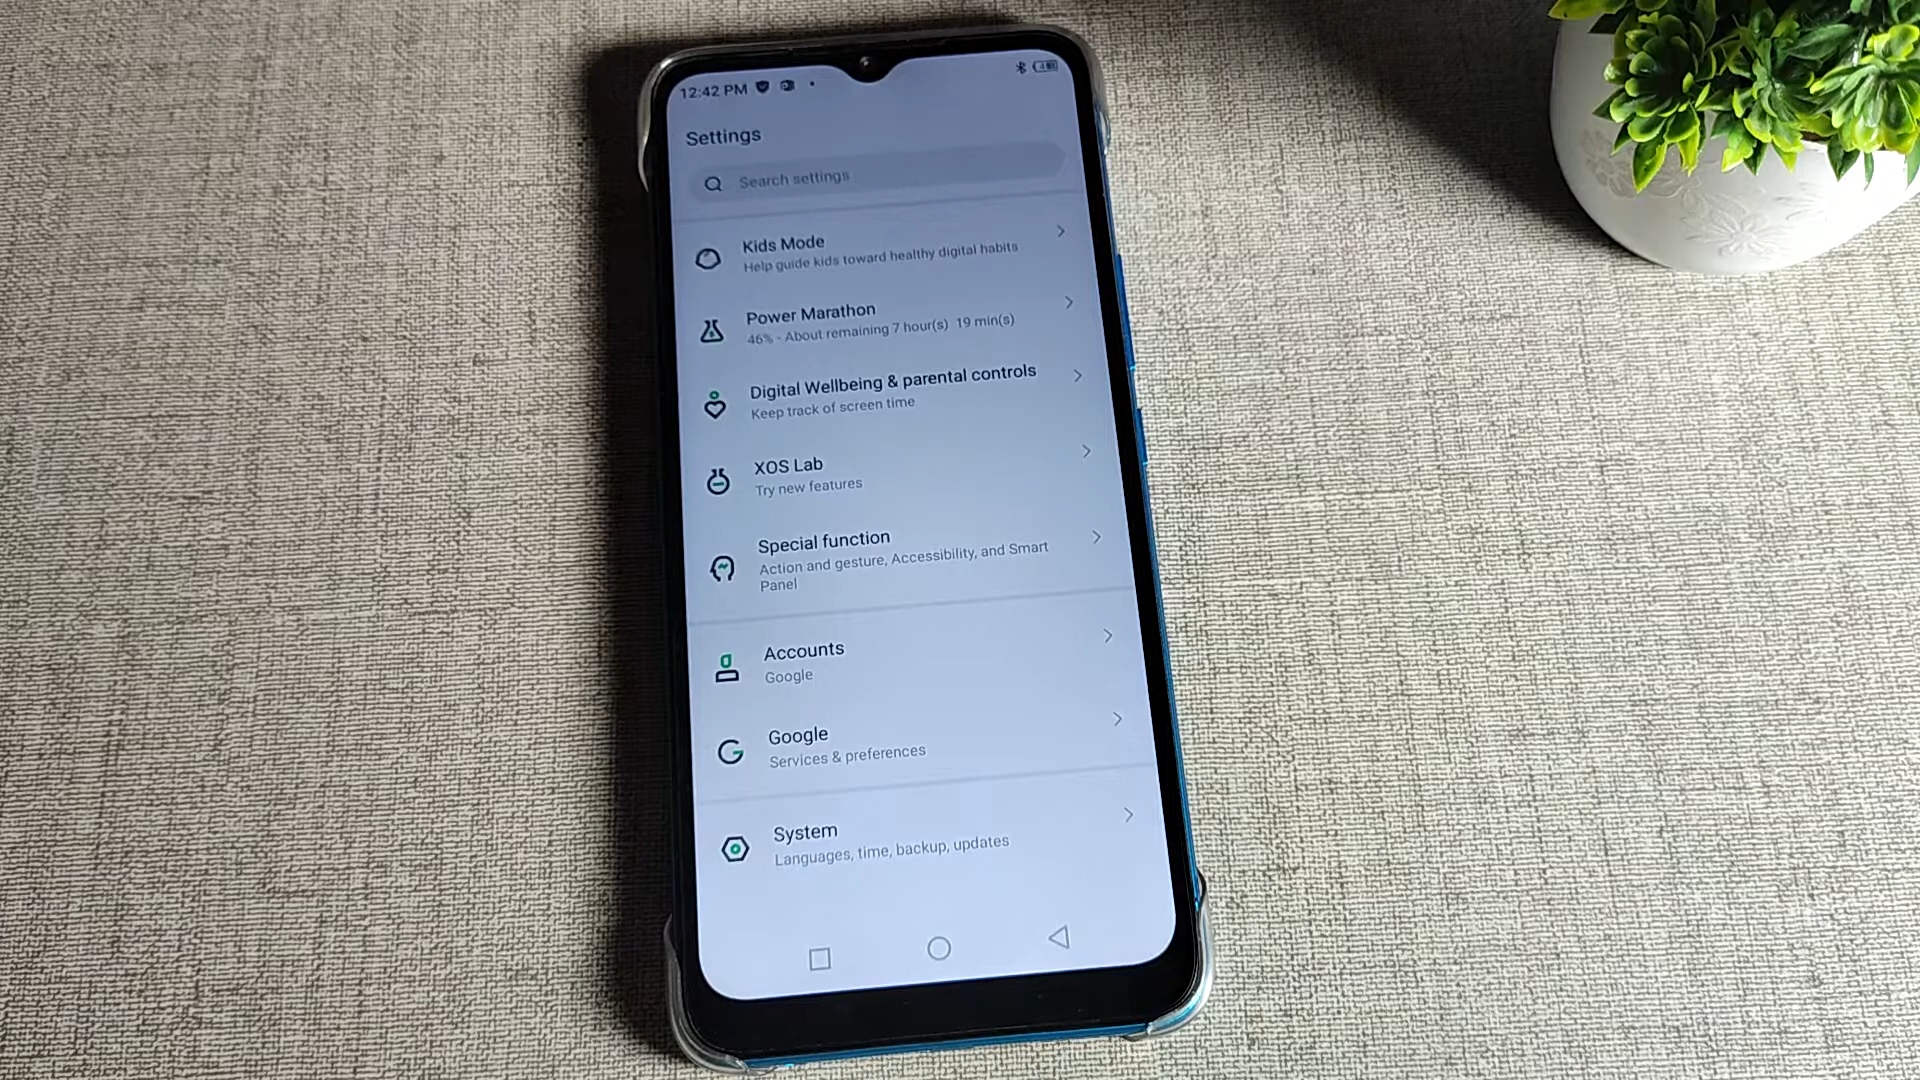 12:42 PM
Settings
Search settings
Kids Mode
Help guide kids toward healthy digital habits
Power Marathon
46% - About remaining 7 hour(s) 19 min(s)
Digital Wellbeing & parental controls
Keep track of screen time
XOS Lab
Try new features
Special function
Action and gesture, Accessibility, and Smart
Panel
Accounts
Google
Google
Services & preferences
System
Languages, time, backup, updates